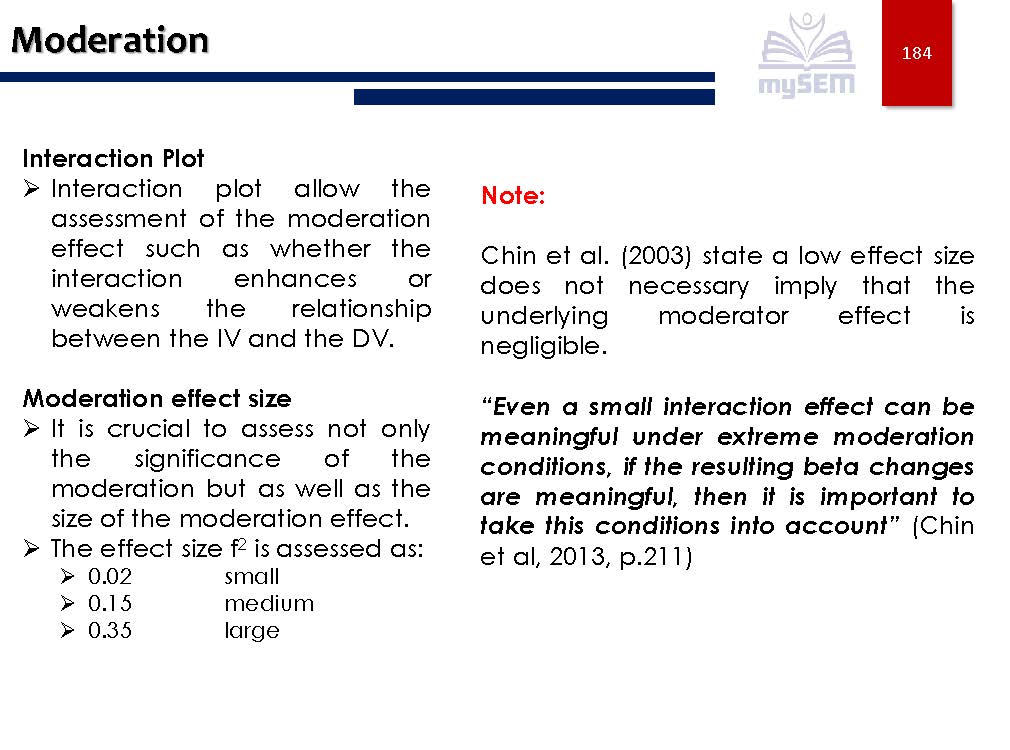 Moderation
mySEM
184
Interaction Plot
➢ Interaction plot allow the
assessment of the moderation
effect such as whether the
interaction enhances or
weakens the relationship
between the IV and the DV.
Moderation effect size
➢ It is crucial to assess not only
the significance of the
moderation but as well as the
size of the moderation effect.
➢ The effect size f² is assessed as:
➢ 0.02 small
➢ 0.15 medium
➢ 0.35 large
Note:
Chin et al. (2003) state a low effect size
does not necessary imply that the
underlying moderator effect is
negligible.
“Even a small interaction effect can be
meaningful under extreme moderation
conditions, if the resulting beta changes
are meaningful, then it is important to
take this conditions into account” (Chin
et al, 2013, p.211)